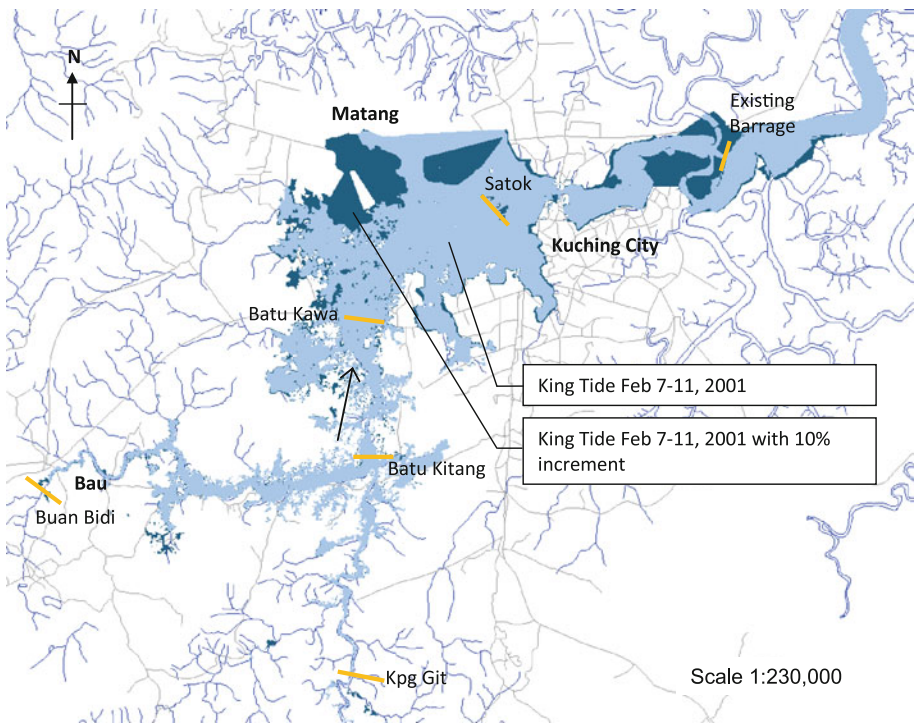 N
Matang
Existing
Barrage
Satok
Kuching City
Batu Kawa
King Tide Feb 7-11, 2001
King Tide Feb 7-11, 2001 with 10%
increment
Batu Kitang
Bau
Buan Bidi
Kpg Git
Scale 1:230,000